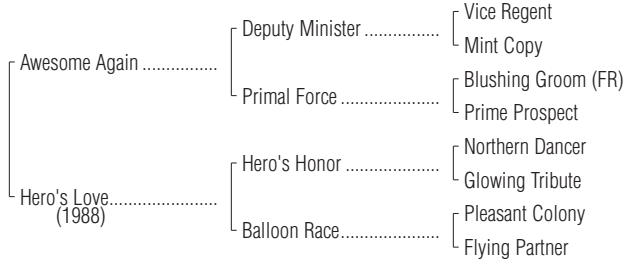 Vice Regent
Deputy Minister ................
Mint Copy
Awesome Again ................
Blushing Groom (FR)
Primal Force .....................
Prime Prospect
Northern Dancer
Hero's Honor ....................
Glowing Tribute
Hero's Love.......................
(1988)
Pleasant Colony
Balloon Race.....................
Flying Partner